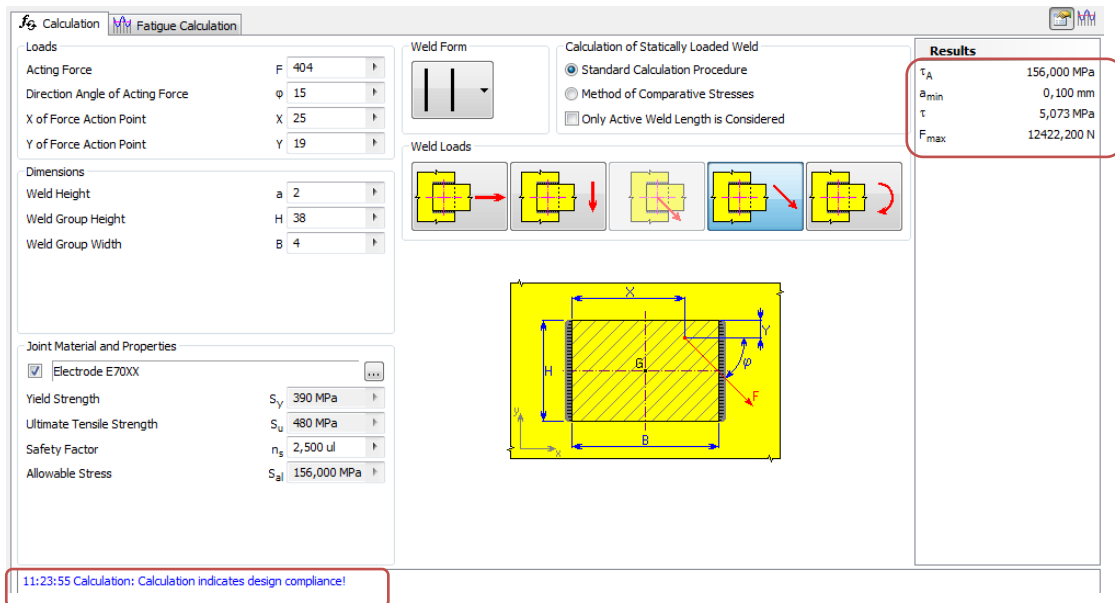 Calculation Fatigue Calculation
Loads
Acting Force F 404
Direction Angle of Acting Force φ 15
X of Force Action Point X 25
Y of Force Action Point Y 19
Dimensions
Weld Height a 2
Weld Group Height H 38
Weld Group Width B 4
Joint Material and Properties
Electrode E70XX ...
Yield Strength Sy 390 MPa
Ultimate Tensile Strength Su 480 MPa
Safety Factor ns 2,500 ul
Allowable Stress Sal 156,000 MPa
Weld Form
Calculation of Statically Loaded Weld
Standard Calculation Procedure
Method of Comparative Stresses
Only Active Weld Length is Considered
Weld Loads
X
Y
H
G
φ
F
B
y
x
Results
τA 156,000 MPa
amin 0,100 mm
τ 5,073 MPa
Fmax 12422,200 N
11:23:55 Calculation: Calculation indicates design compliance!